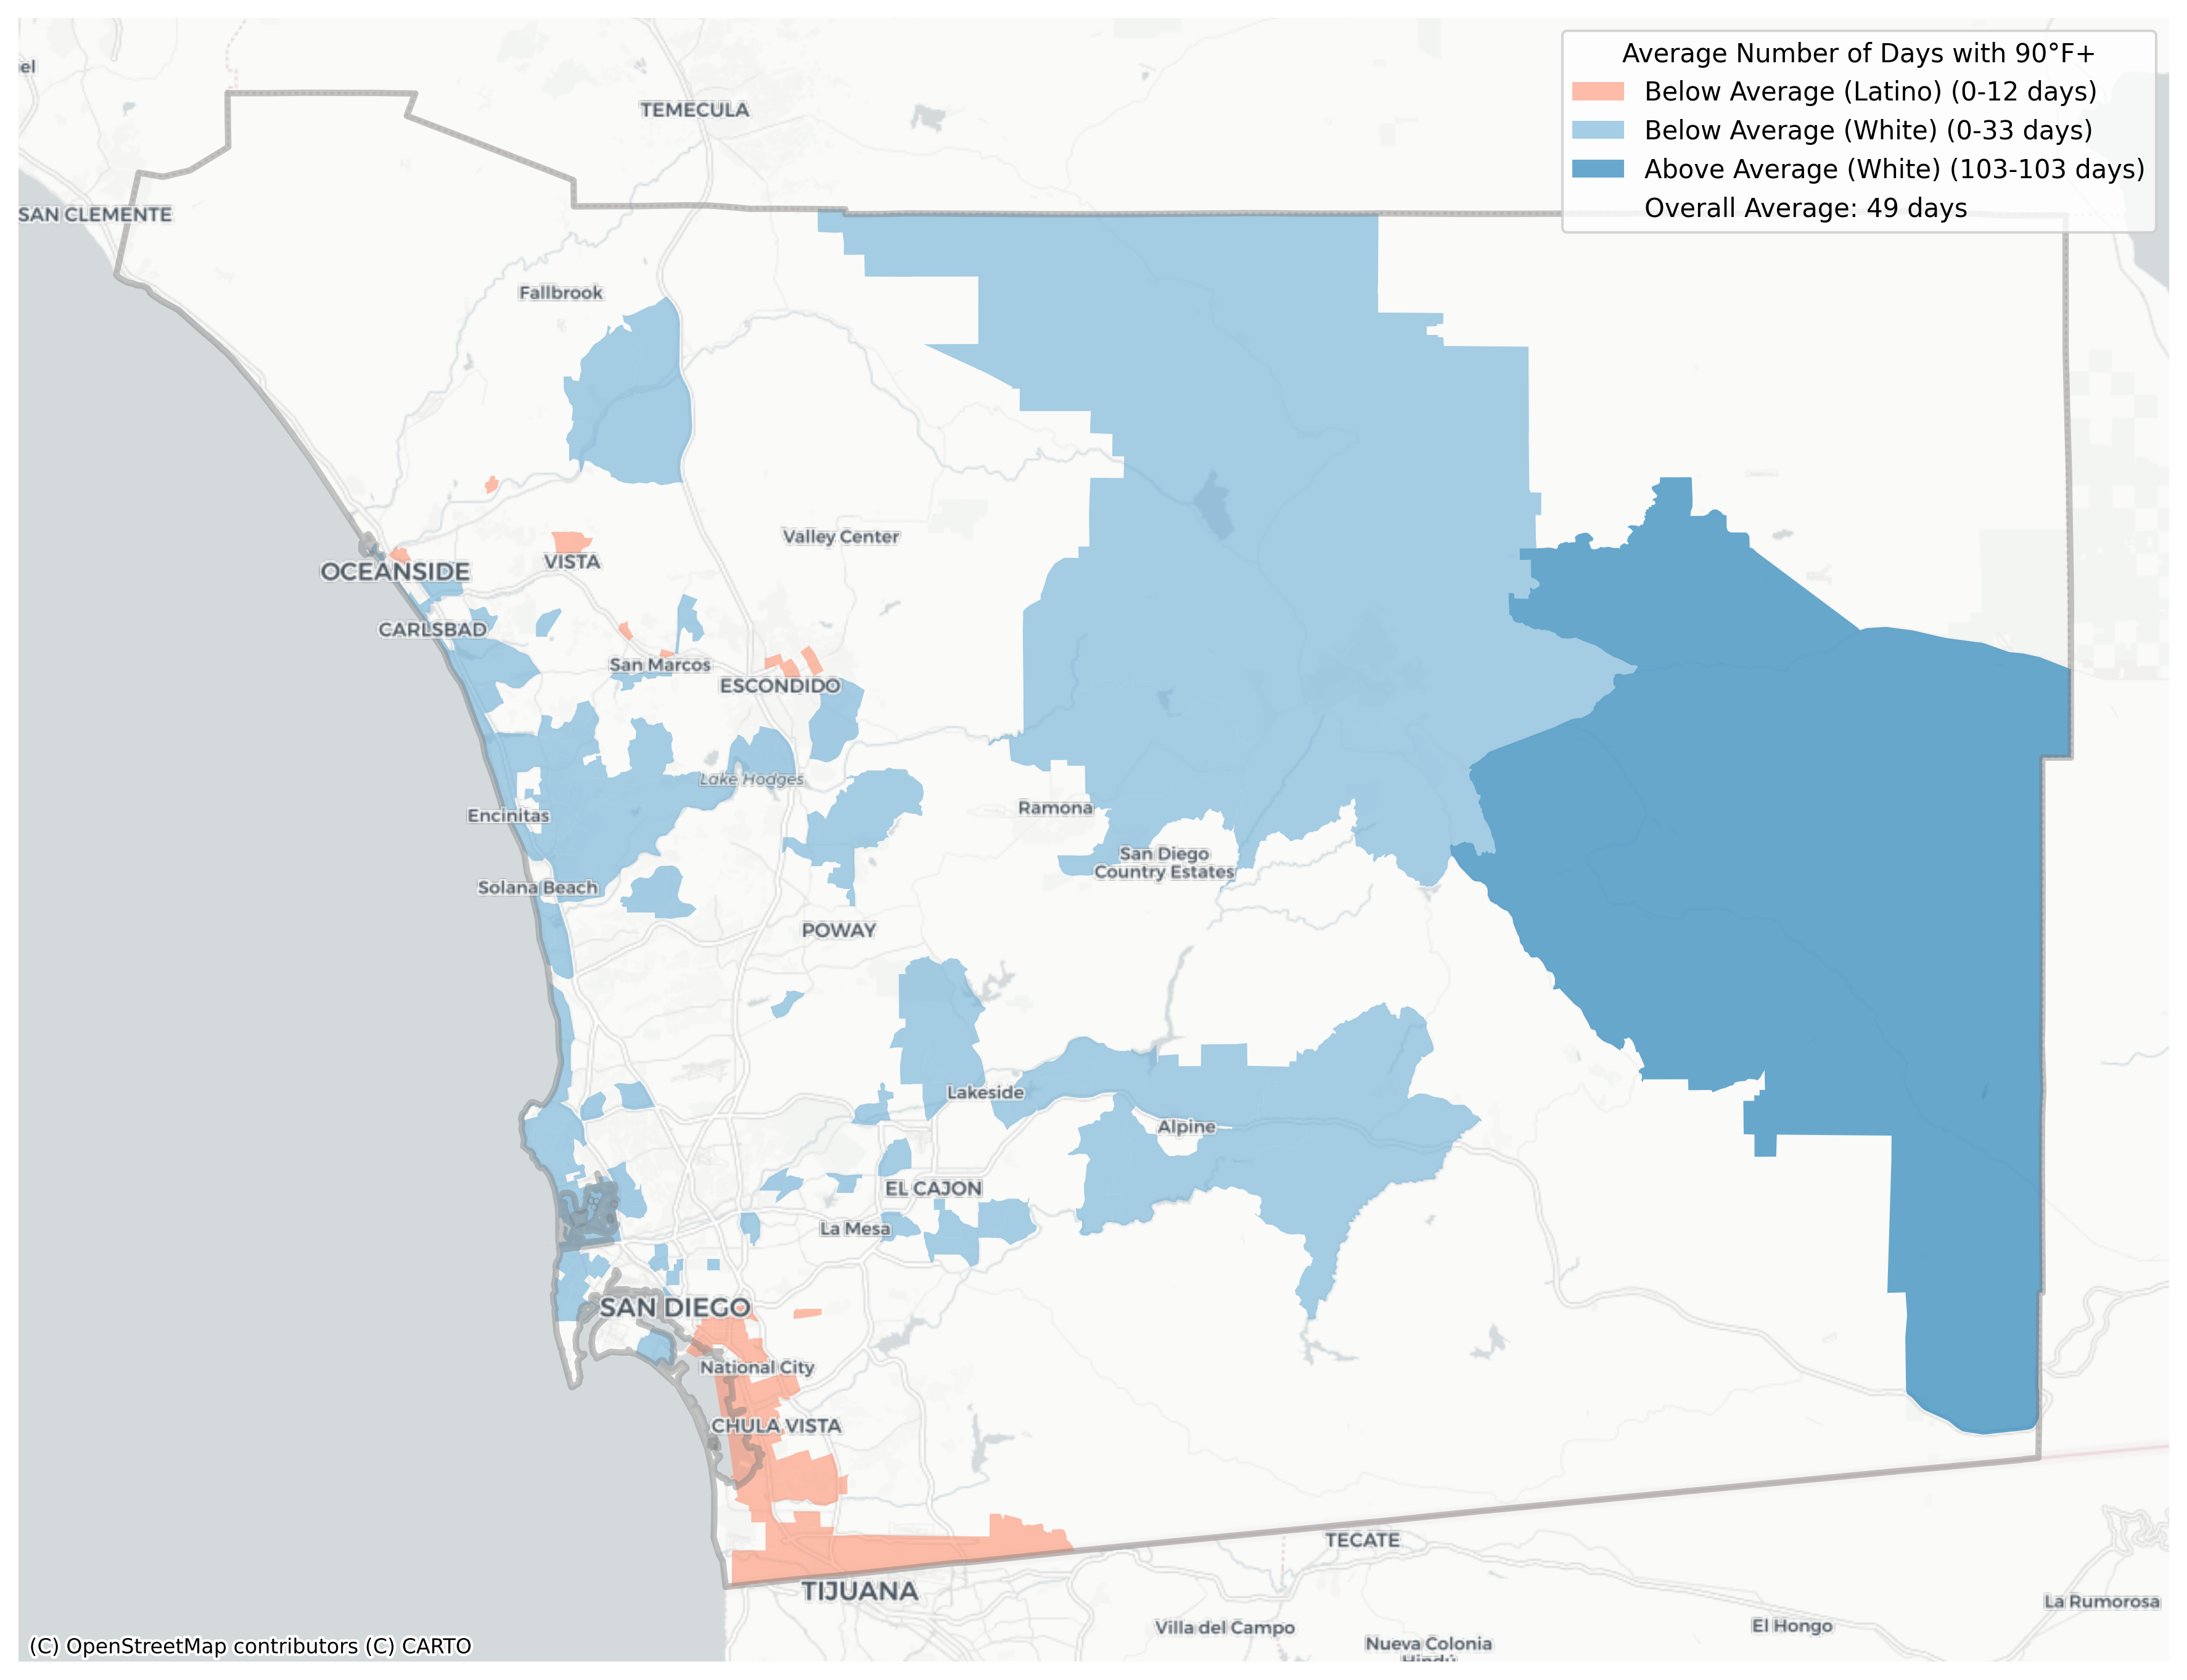 Average Number of Days with 90°F+
Below Average (Latino) (0-12 days)
Below Average (White) (0-33 days)
Above Average (White) (103-103 days)
Overall Average: 49 days
el
TEMECULA
SAN CLEMENTE
Fallbrook
Valley Center
VISTA
OCEANSIDE
CARLSBAD
San Marcos
ESCONDIDO
Lake Hodges
Encinitas
Ramona
San Diego
Country Estates
Solana Beach
POWAY
Lakeside
Alpine
EL CAJON
La Mesa
SAN DIEGO
National City
CHULA VISTA
TECATE
TIJUANA
La Rumorosa
Villa del Campo
El Hongo
Nueva Colonia
Hindú
(C) OpenStreetMap contributors (C) CARTO